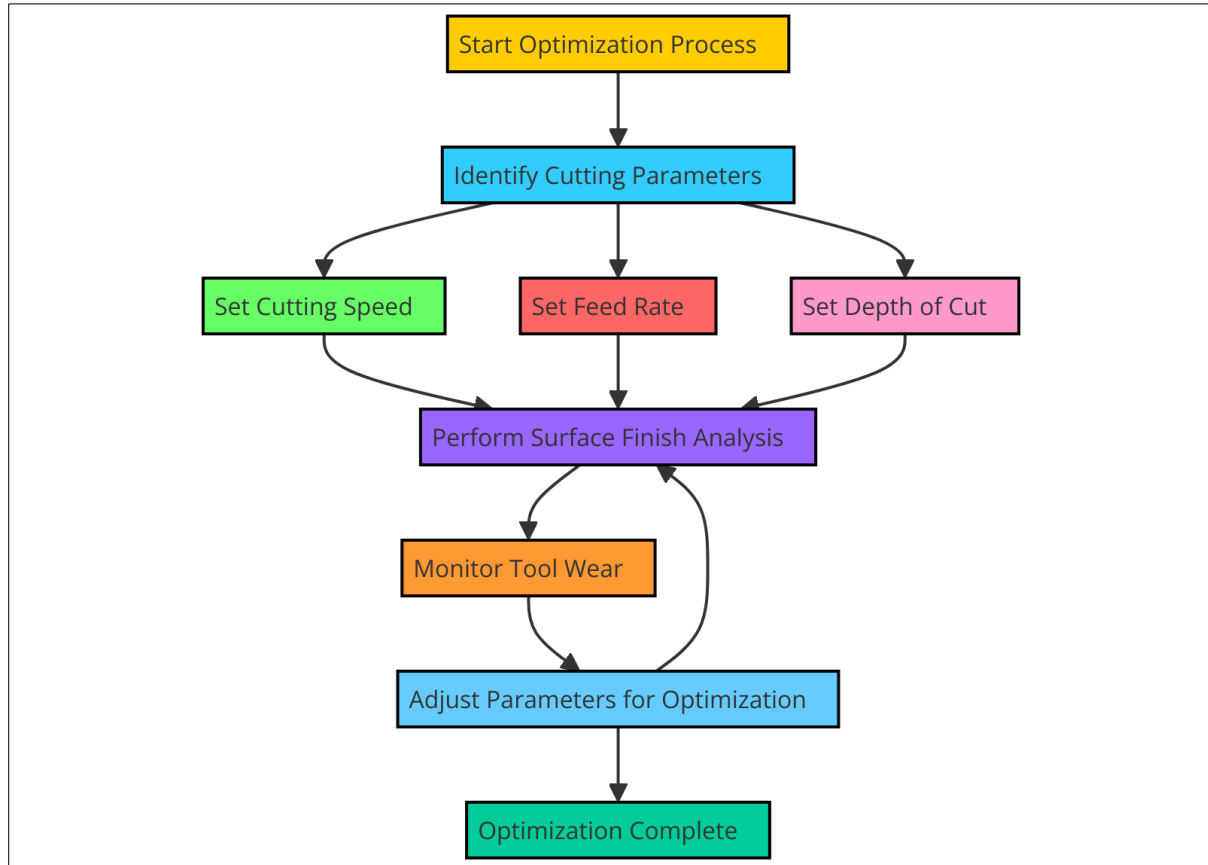 Start Optimization Process
Identify Cutting Parameters
Set Cutting Speed
Set Feed Rate
Set Depth of Cut
Perform Surface Finish Analysis
Monitor Tool Wear
Adjust Parameters for Optimization
Optimization Complete